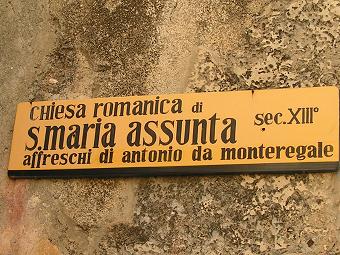 CHIESA ROMANICA di
S.MARIA ASSUNTA sec.XIII°
affreschi di antonio da monteregale